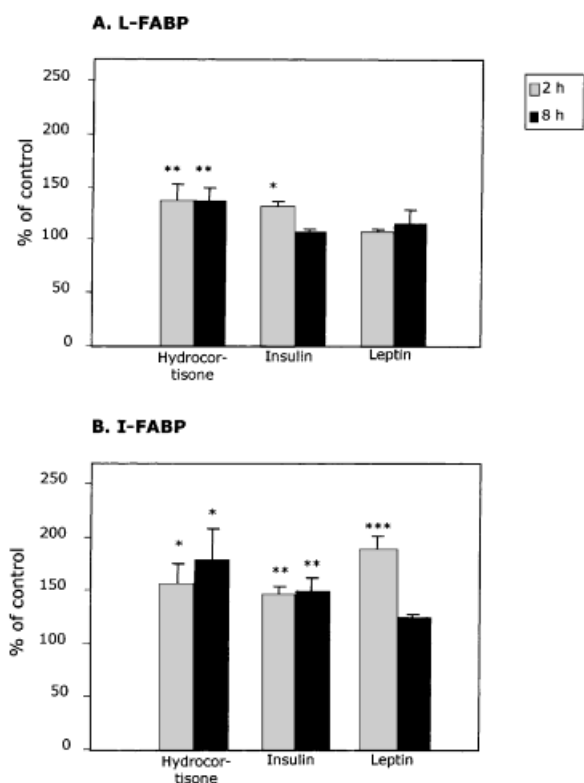 A. L-FABP
% of control
250
200
150
100
50
0
** ** *
Hydrocor-
tisone
Insulin
Leptin
2 h
8 h
B. I-FABP
% of control
250
200
150
100
50
0
* * ** ** ***
Hydrocor-
tisone
Insulin
Leptin